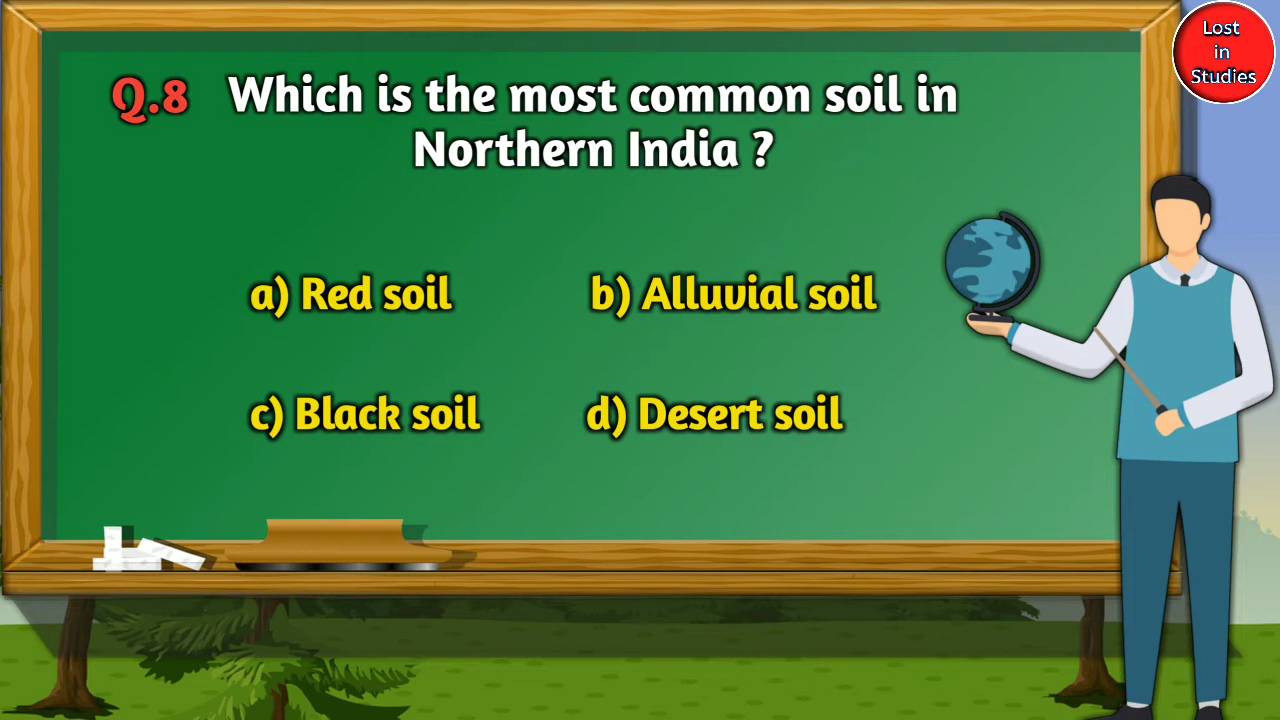 Lost
in
Studies
Q.8 Which is the most common soil in
Northern India ?
a) Red soil b) Alluvial soil
c) Black soil d) Desert soil